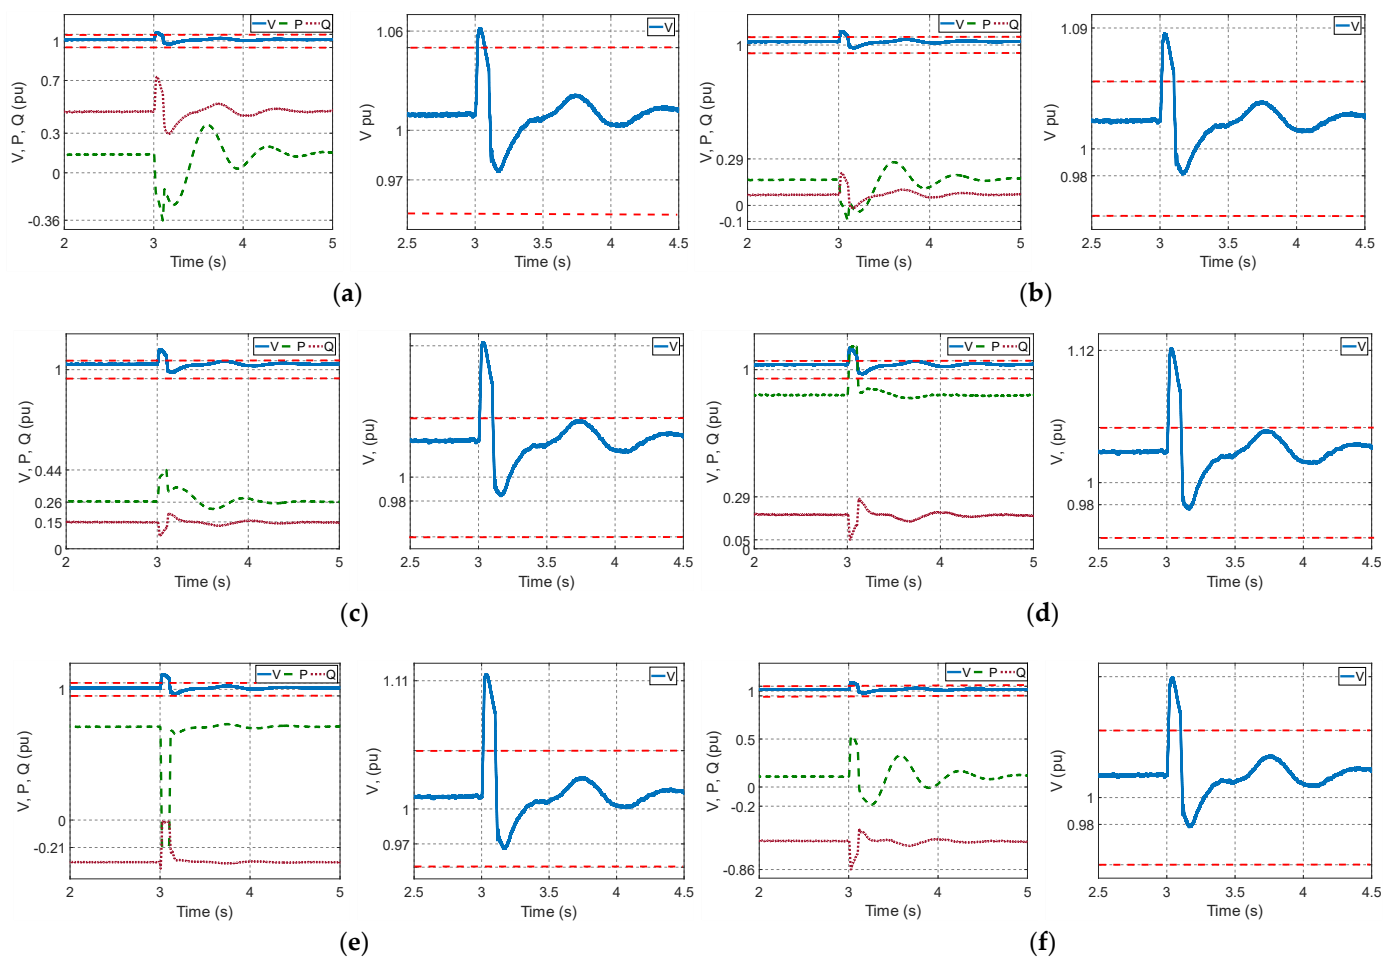 V P Q
1
0.7
0.3
0
-0.36
V, P, Q (pu)
2 3 4 5
Time (s)
V
1.06
1
0.97
V pu
2.5 3 3.5 4 4.5
Time (s)
(a)
V P Q
1
0.29
0
-0.1
V, P, Q (pu)
2 3 4 5
Time (s)
V
1.09
1
0.98
V pu
2.5 3 3.5 4 4.5
Time (s)
(b)
V P Q
1
0.44
0.26
0.15
0
V, P, Q (pu)
2 3 4 5
Time (s)
V
1
0.98
V, (pu)
2.5 3 3.5 4 4.5
Time (s)
(c)
V P Q
1
0.29
0.05
0
V, P, Q (pu)
2 3 4 5
Time (s)
V
1.12
1
0.98
V, (pu)
2.5 3 3.5 4 4.5
Time (s)
(d)
V P Q
1
0
-0.21
V, P, Q (pu)
2 3 4 5
Time (s)
V
1.11
1
0.97
V, (pu)
2.5 3 3.5 4 4.5
Time (s)
(e)
V P Q
1
0.5
0
-0.2
-0.86
V, P, Q (pu)
2 3 4 5
Time (s)
V
1
0.98
V, (pu)
2.5 3 3.5 4 4.5
Time (s)
(f)